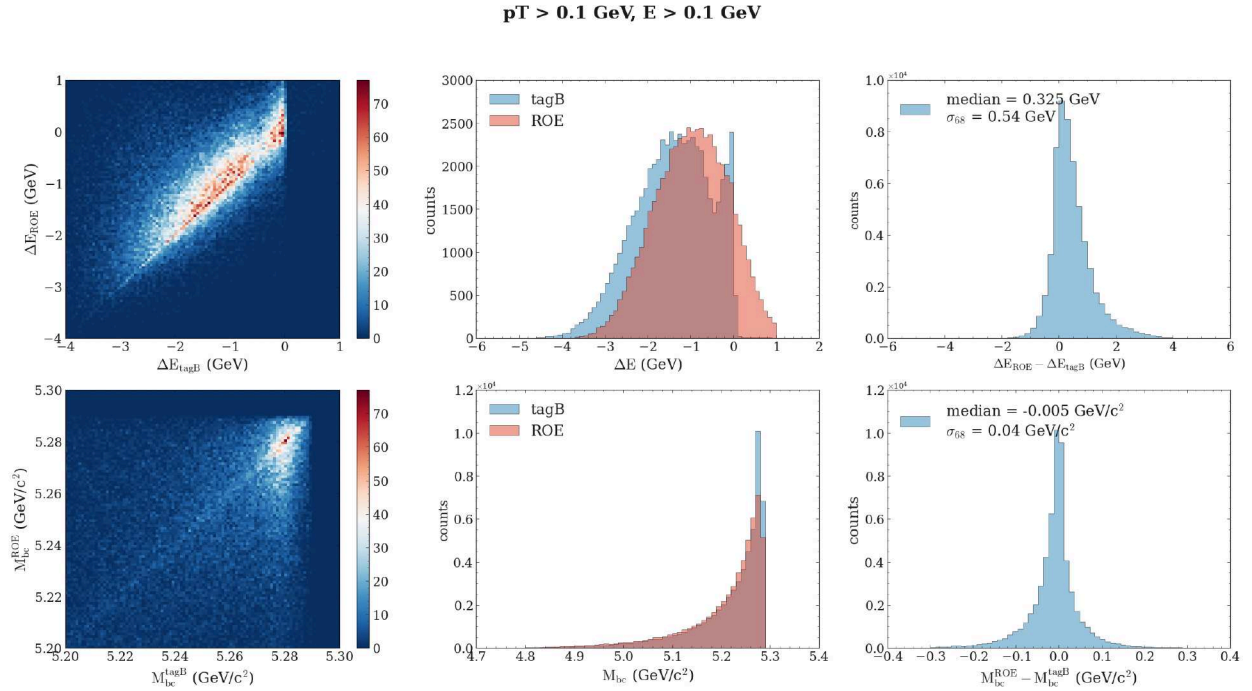 pT > 0.1 GeV, E > 0.1 GeV
1
0
−1
−2
−3
−4
ΔE_ROE (GeV)
−4 −3 −2 −1 0 1
ΔE_tagB (GeV)
70
60
50
40
30
20
10
0
3000
2500
2000
1500
1000
500
0
counts
tagB
ROE
−6 −5 −4 −3 −2 −1 0 1 2
ΔE (GeV)
×10⁴
1.0
0.8
0.6
0.4
0.2
0.0
counts
median = 0.325 GeV
σ₆₈ = 0.54 GeV
−6 −4 −2 0 2 4 6
ΔE_ROE − ΔE_tagB (GeV)
5.30
5.28
5.26
5.24
5.22
5.20
M_bc^ROE (GeV/c²)
5.20 5.22 5.24 5.26 5.28 5.30
M_bc^tagB (GeV/c²)
70
60
50
40
30
20
10
0
×10⁴
1.2
1.0
0.8
0.6
0.4
0.2
0.0
counts
tagB
ROE
4.7 4.8 4.9 5.0 5.1 5.2 5.3 5.4
M_bc (GeV/c²)
×10⁴
1.2
1.0
0.8
0.6
0.4
0.2
0.0
counts
median = -0.005 GeV/c²
σ₆₈ = 0.04 GeV/c²
−0.4 −0.3 −0.2 −0.1 0.0 0.1 0.2 0.3 0.4
M_bc^ROE − M_bc^tagB (GeV/c²)